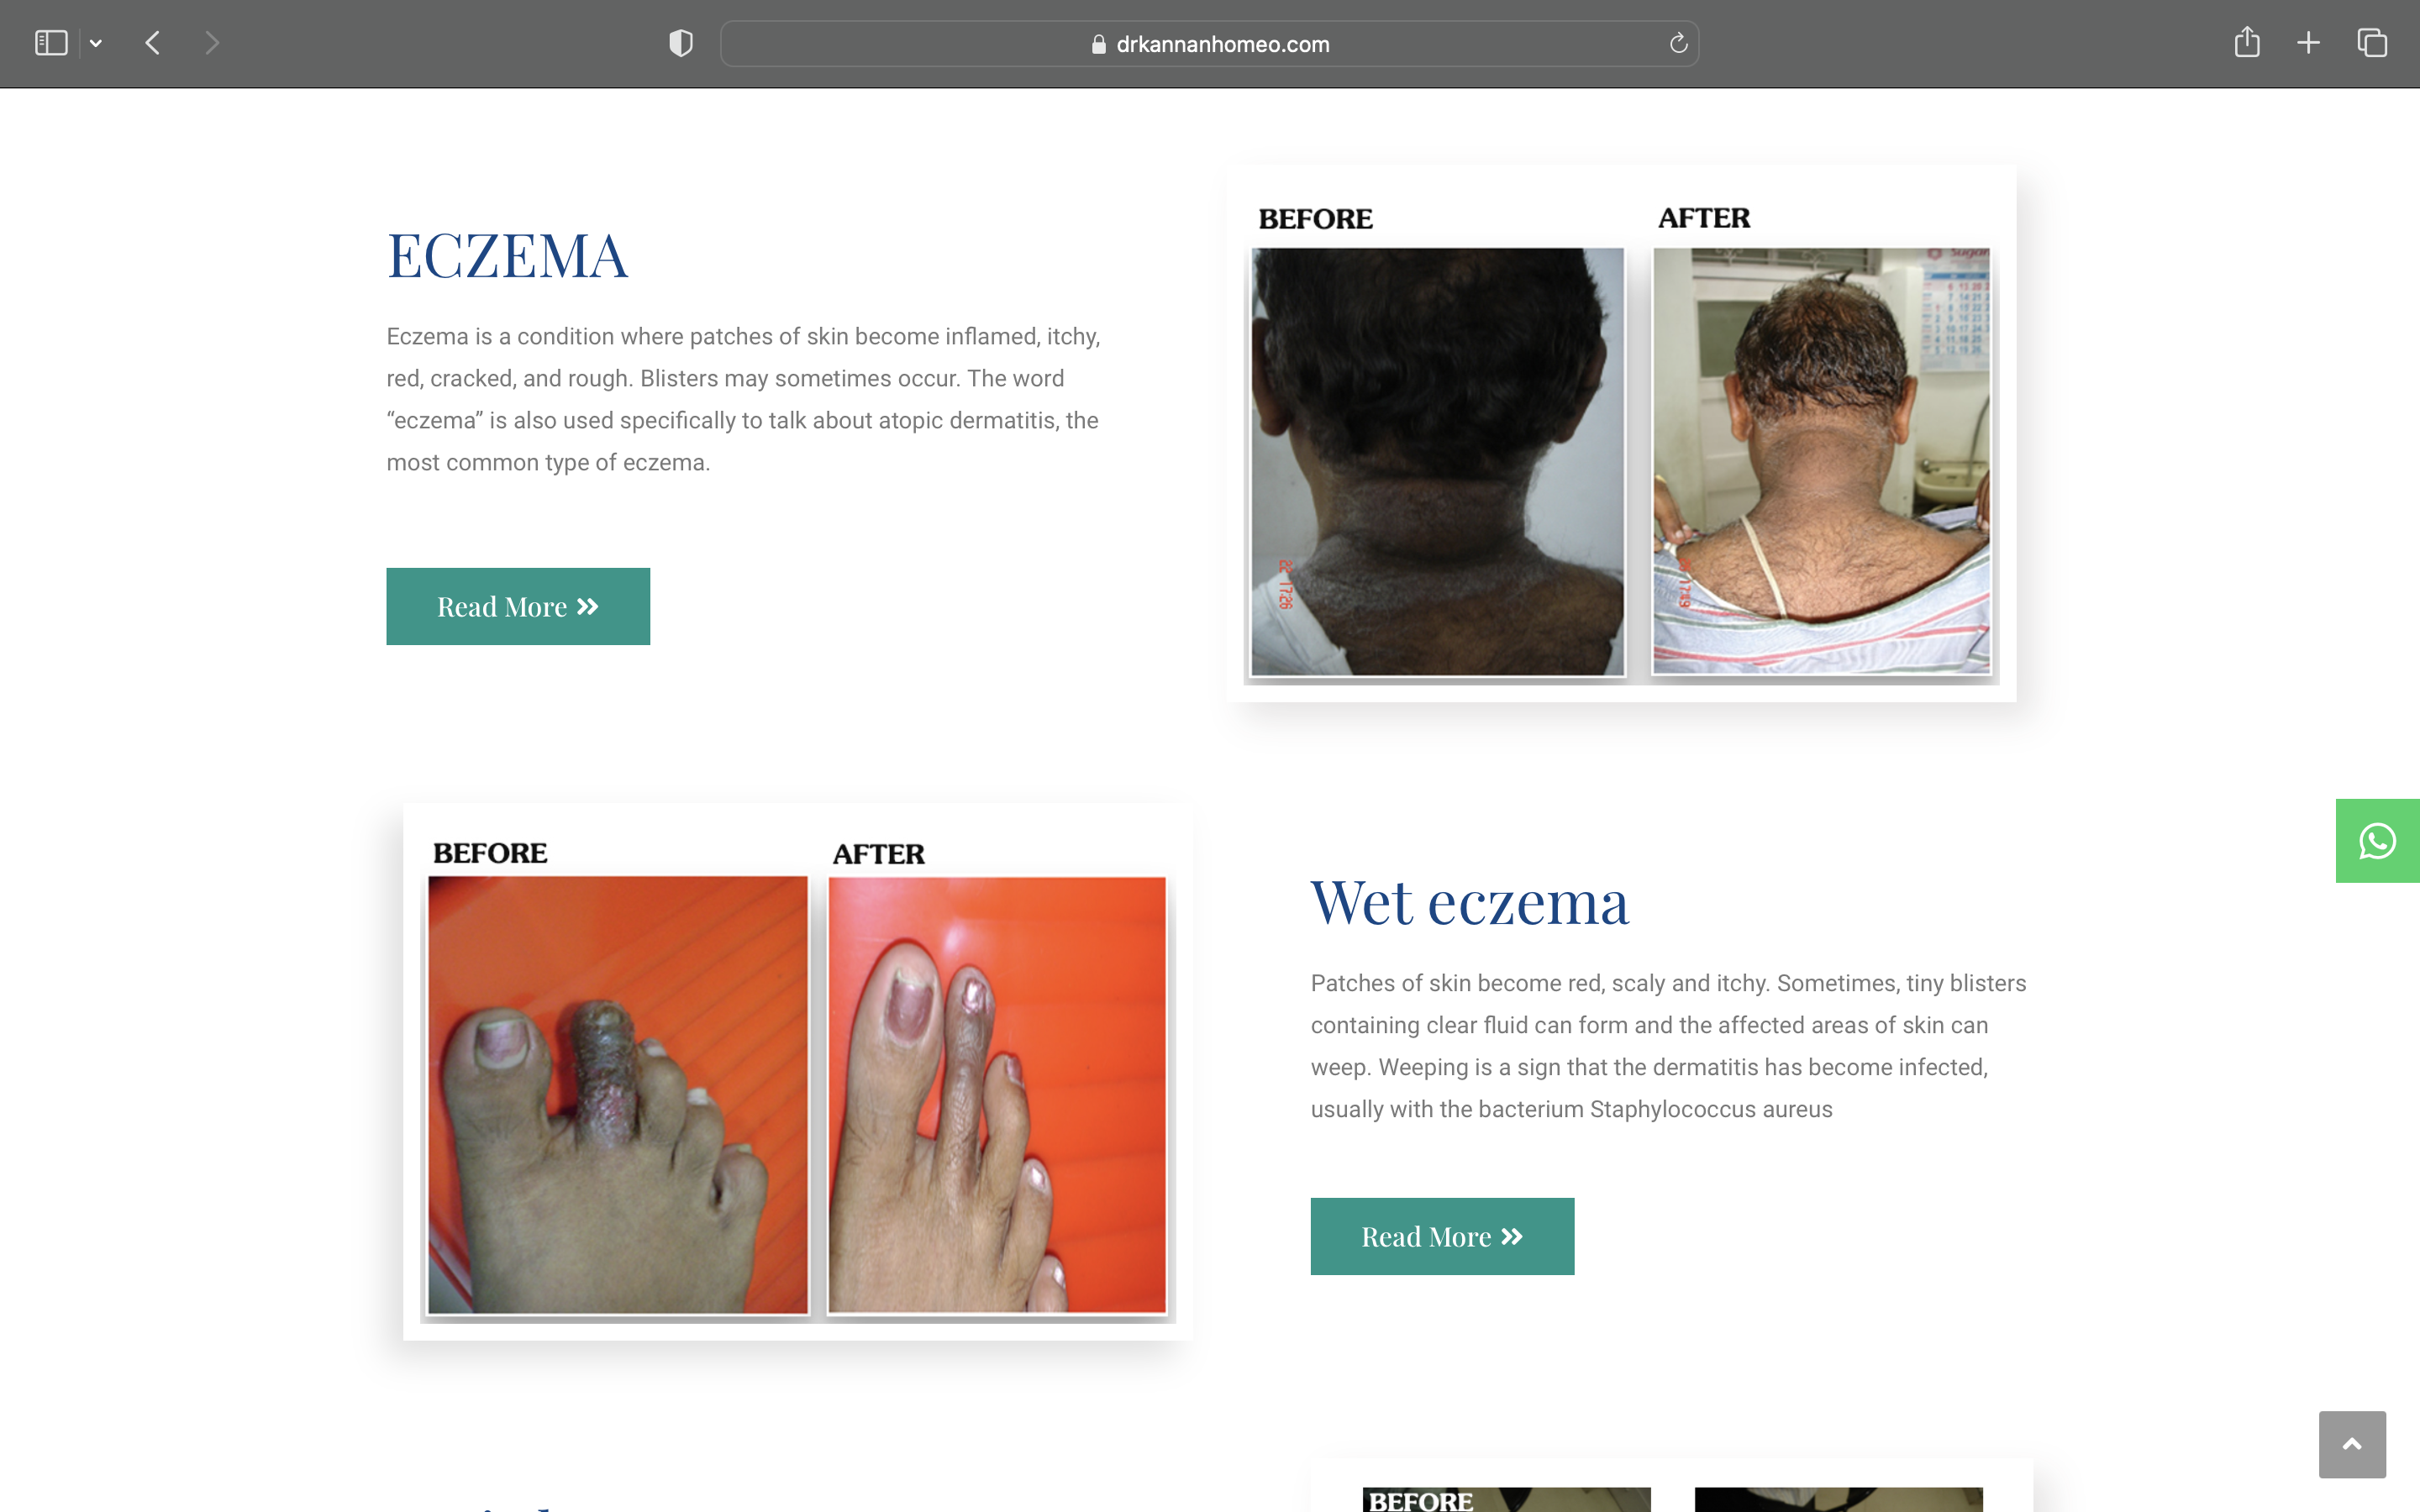 drkannanhomeo.com
ECZEMA
Eczema is a condition where patches of skin become inflamed, itchy,
red, cracked, and rough. Blisters may sometimes occur. The word
“eczema” is also used specifically to talk about atopic dermatitis, the
most common type of eczema.
Read More
BEFORE
AFTER
BEFORE
AFTER
Wet eczema
Patches of skin become red, scaly and itchy. Sometimes, tiny blisters
containing clear fluid can form and the affected areas of skin can
weep. Weeping is a sign that the dermatitis has become infected,
usually with the bacterium Staphylococcus aureus
Read More
BEFORE